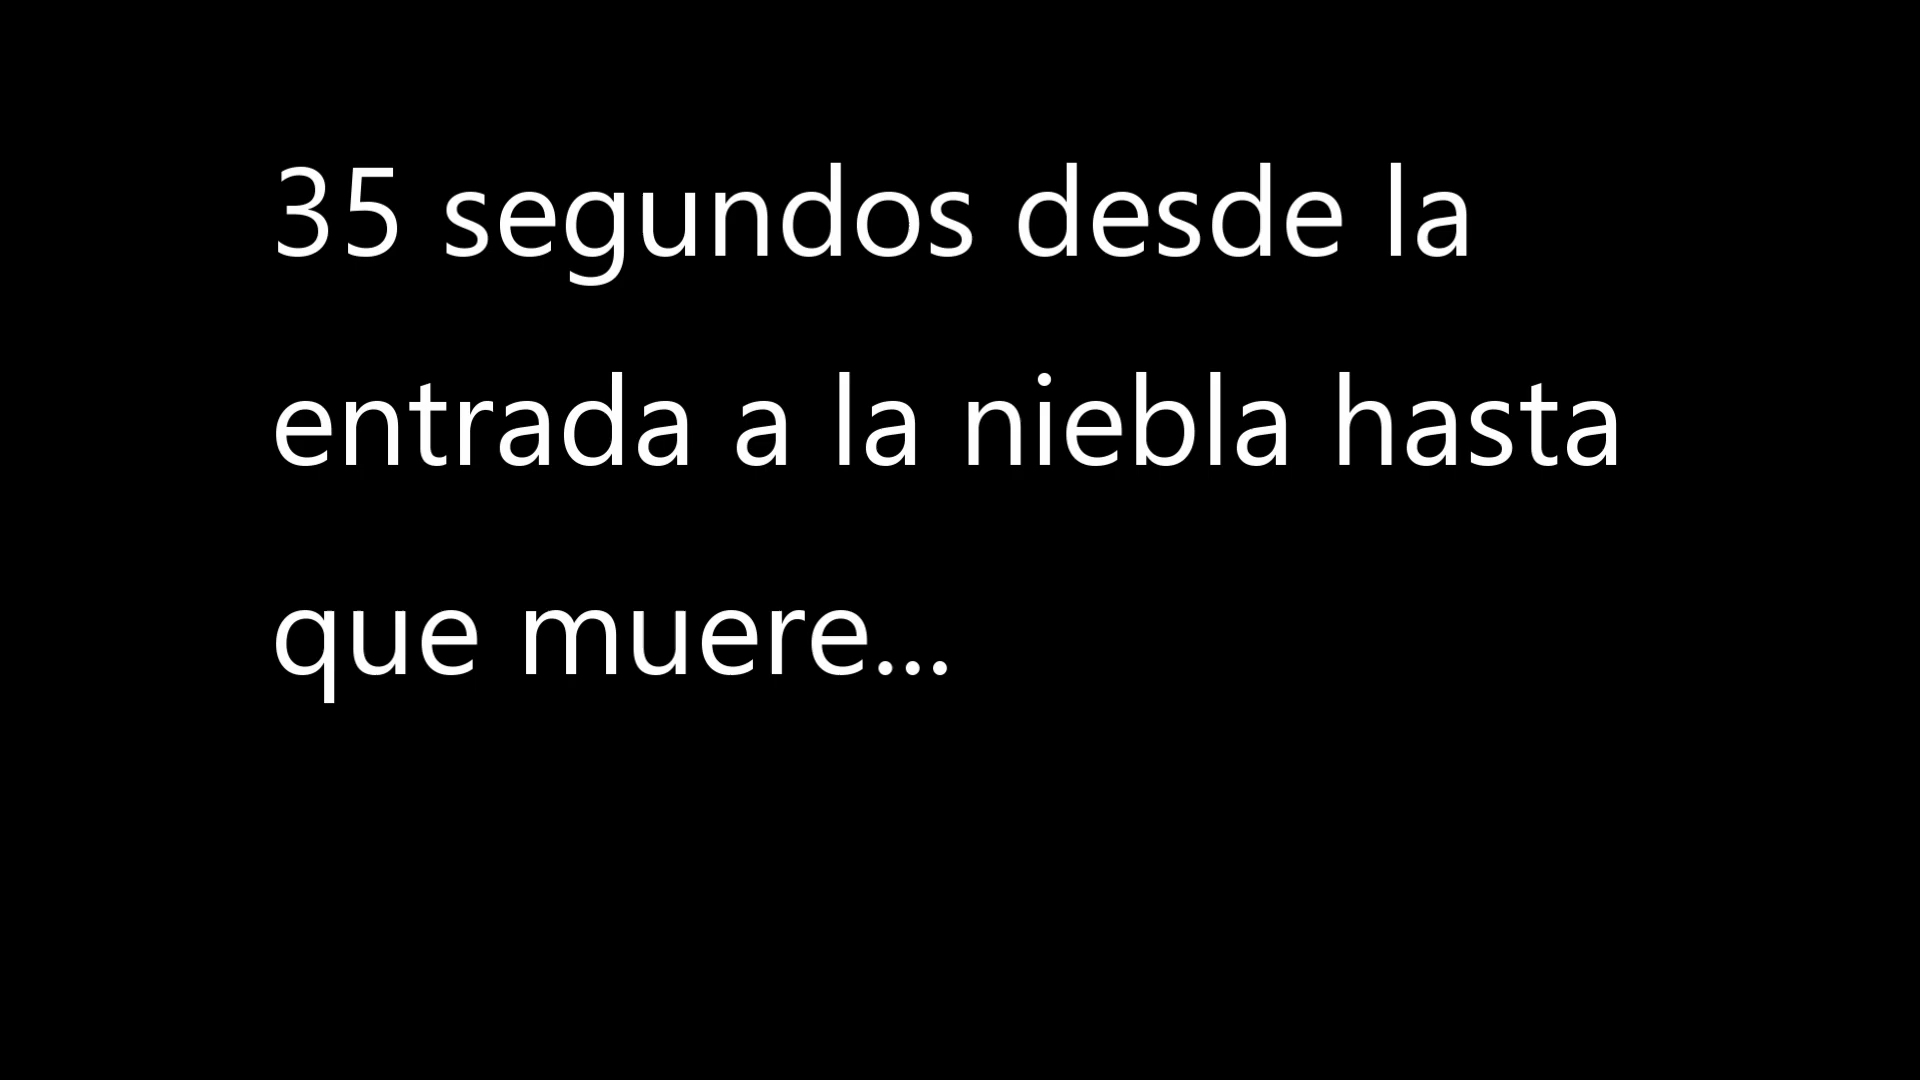 35 segundos desde la
entrada a la niebla hasta
que muere...